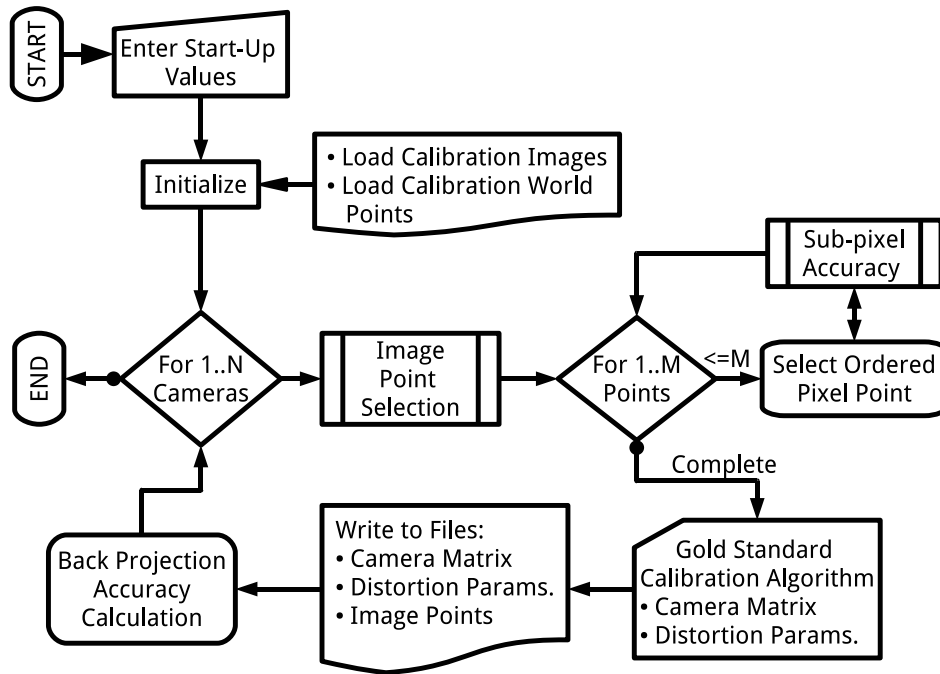 START
Enter Start-Up
Values
Initialize
• Load Calibration Images
• Load Calibration World
Points
Sub-pixel
Accuracy
END
For 1..N
Cameras
Image
Point
Selection
For 1..M
Points
<=M
Select Ordered
Pixel Point
Complete
Back Projection
Accuracy
Calculation
Write to Files:
• Camera Matrix
• Distortion Params.
• Image Points
Gold Standard
Calibration Algorithm
• Camera Matrix
• Distortion Params.